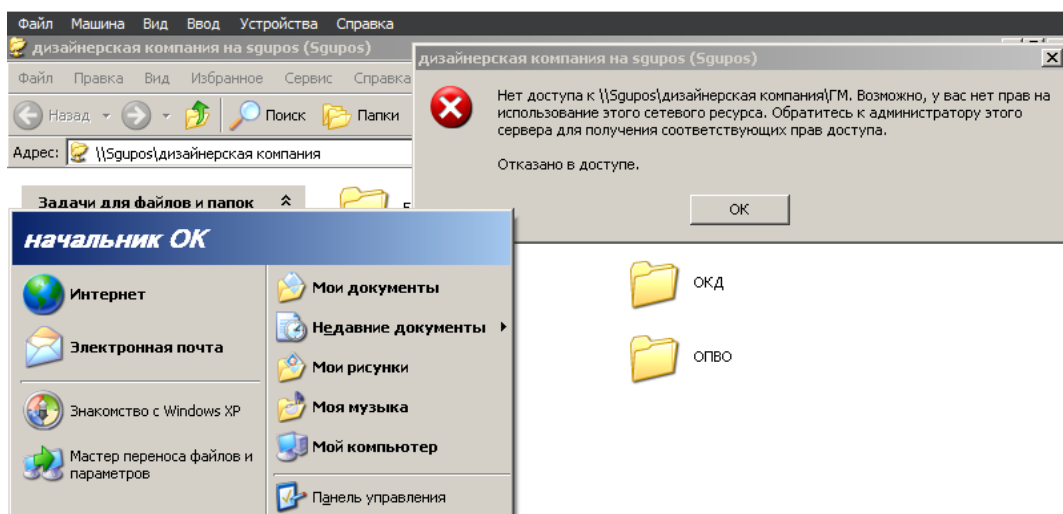 Файл Машина Вид Ввод Устройства Справка
дизайнерская компания на sgupos (Sgupos)
Файл Правка Вид Избранное Сервис Справка
Назад Поиск Папки
Адрес: \\Sgupos\дизайнерская компания
Задачи для файлов и папок
дизайнерская компания на sgupos (Sgupos)
Нет доступа к \\Sgupos\дизайнерская компания\ГМ. Возможно, у вас нет прав на
использование этого сетевого ресурса. Обратитесь к администратору этого
сервера для получения соответствующих прав доступа.
Отказано в доступе.
ОК
начальник ОК
Интернет
Электронная почта
Знакомство с Windows XP
Мастер переноса файлов и
параметров
Мои документы
Недавние документы
Мои рисунки
Моя музыка
Мой компьютер
Панель управления
ОКД
ОПВО